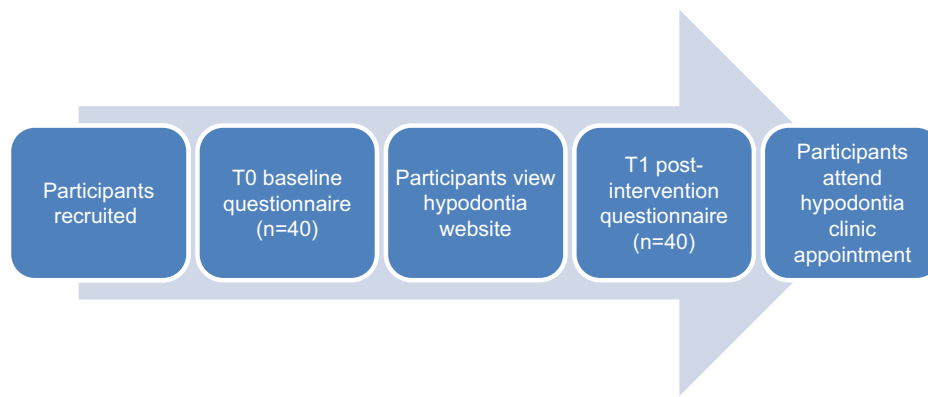 Participants
recruited
T0 baseline
questionnaire
(n=40)
Participants view
hypodontia
website
T1 post-
intervention
questionnaire
(n=40)
Participants
attend
hypodontia
clinic
appointment